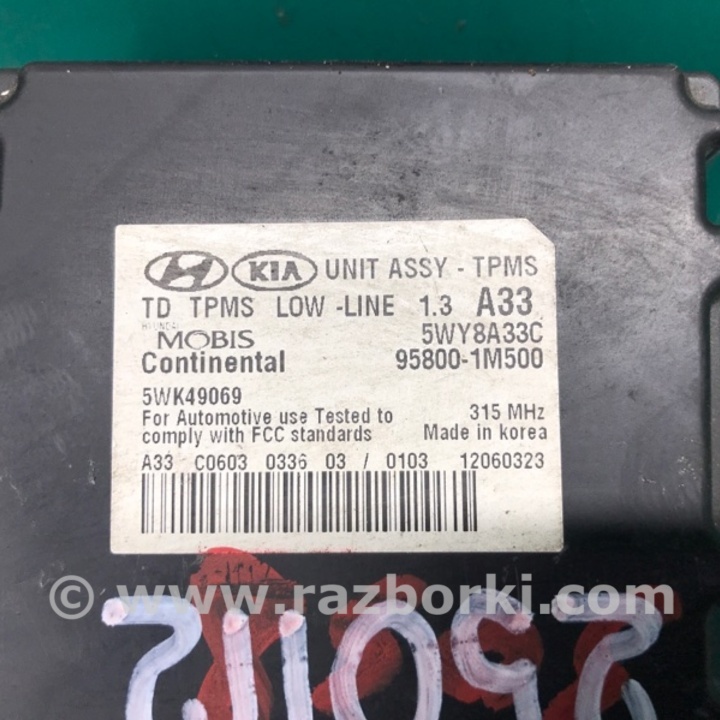 KIA UNIT ASSY - TPMS
TD TPMS LOW -LINE 1.3 A33
HYUNDAI
MOBIS 5WY8A33C
Continental 95800-1M500
5WK49069
For Automotive use Tested to 315 MHz
comply with FCC standards Made in korea
A33 C0603 0336 03 / 0103 12060323
© www.razborki.com